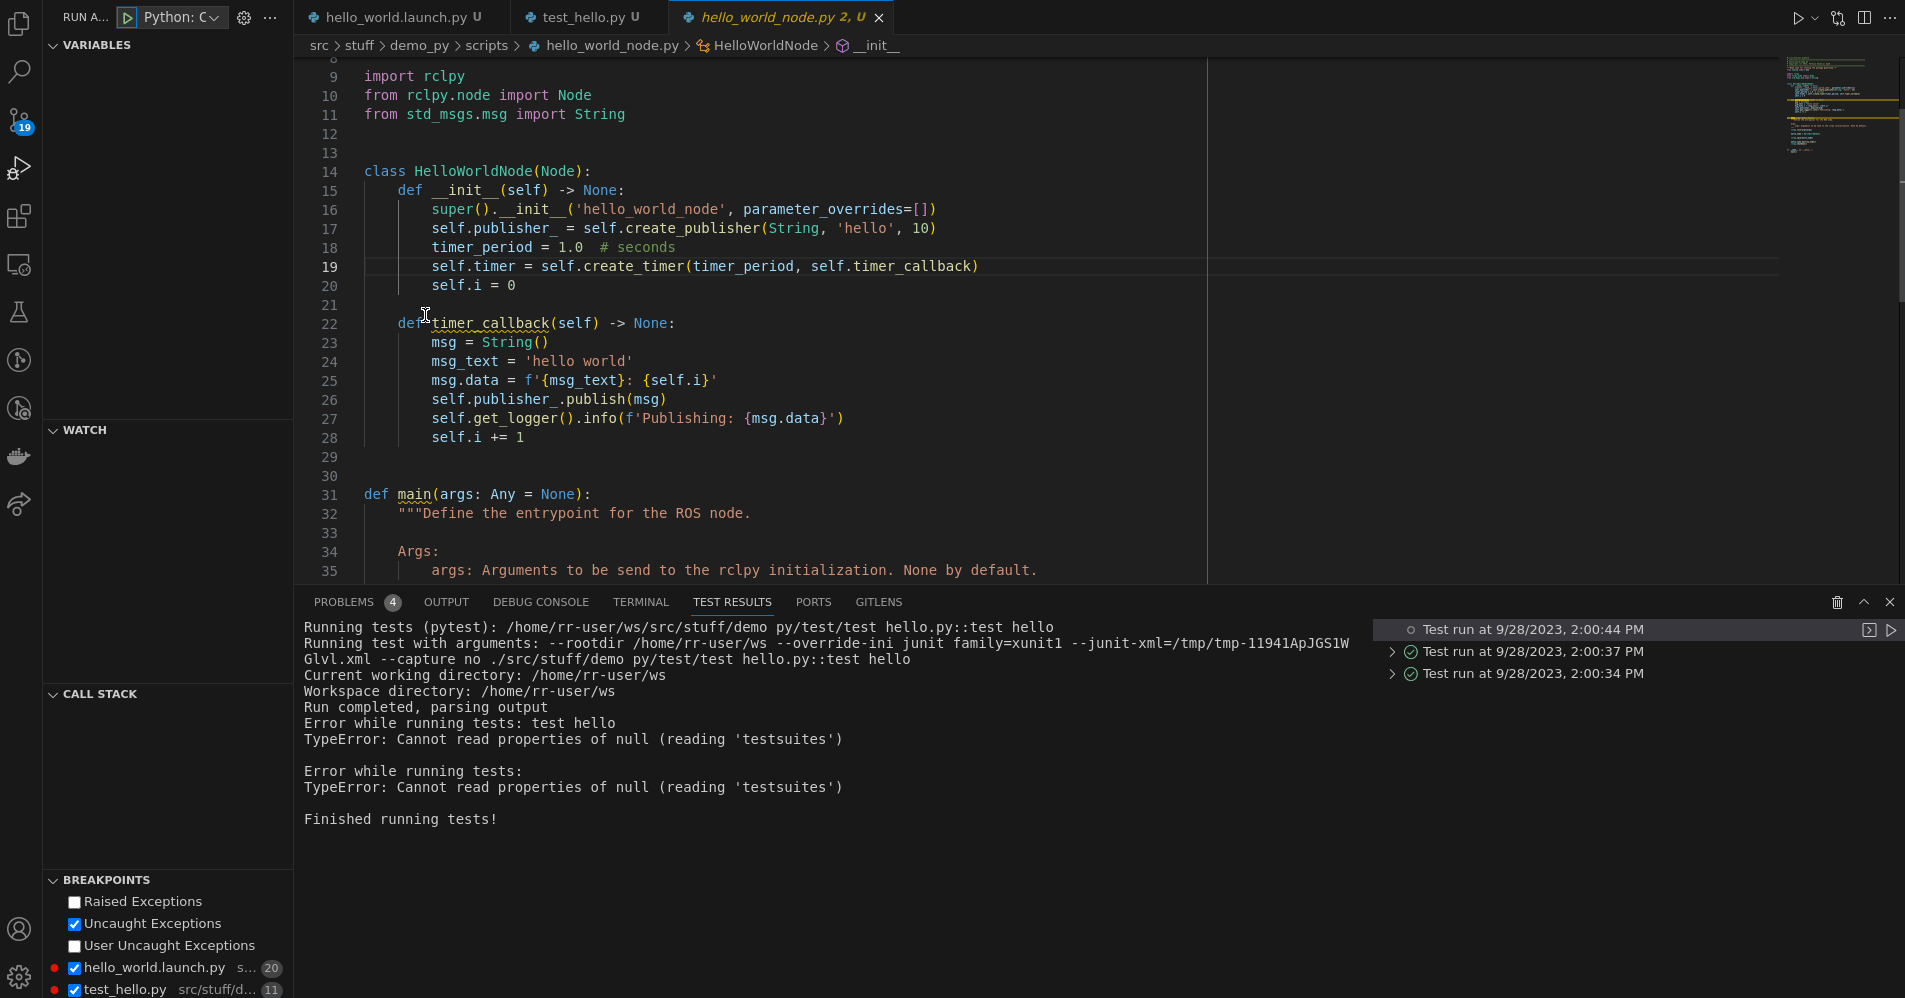 RUN A... Python: C
VARIABLES
WATCH
CALL STACK
BREAKPOINTS
Raised Exceptions
Uncaught Exceptions
User Uncaught Exceptions
hello_world.launch.py s... 20
test_hello.py src/stuff/d... 11
19
hello_world.launch.py U test_hello.py U hello_world_node.py 2, U
src > stuff > demo_py > scripts > hello_world_node.py > HelloWorldNode > __init__
8
9 import rclpy
10 from rclpy.node import Node
11 from std_msgs.msg import String
12
13
14 class HelloWorldNode(Node):
15 def __init__(self) -> None:
16 super().__init__('hello_world_node', parameter_overrides=[])
17 self.publisher_ = self.create_publisher(String, 'hello', 10)
18 timer_period = 1.0 # seconds
19 self.timer = self.create_timer(timer_period, self.timer_callback)
20 self.i = 0
21
22 def timer_callback(self) -> None:
23 msg = String()
24 msg_text = 'hello world'
25 msg.data = f'{msg_text}: {self.i}'
26 self.publisher_.publish(msg)
27 self.get_logger().info(f'Publishing: {msg.data}')
28 self.i += 1
29
30
31 def main(args: Any = None):
32 """Define the entrypoint for the ROS node.
33
34 Args:
35 args: Arguments to be send to the rclpy initialization. None by default.
PROBLEMS 4 OUTPUT DEBUG CONSOLE TERMINAL TEST RESULTS PORTS GITLENS
Running tests (pytest): /home/rr-user/ws/src/stuff/demo py/test/test hello.py::test hello
Running test with arguments: --rootdir /home/rr-user/ws --override-ini junit family=xunit1 --junit-xml=/tmp/tmp-11941ApJGS1W
Glvl.xml --capture no ./src/stuff/demo py/test/test hello.py::test hello
Current working directory: /home/rr-user/ws
Workspace directory: /home/rr-user/ws
Run completed, parsing output
Error while running tests: test hello
TypeError: Cannot read properties of null (reading 'testsuites')
Error while running tests:
TypeError: Cannot read properties of null (reading 'testsuites')
Finished running tests!
Test run at 9/28/2023, 2:00:44 PM
Test run at 9/28/2023, 2:00:37 PM
Test run at 9/28/2023, 2:00:34 PM